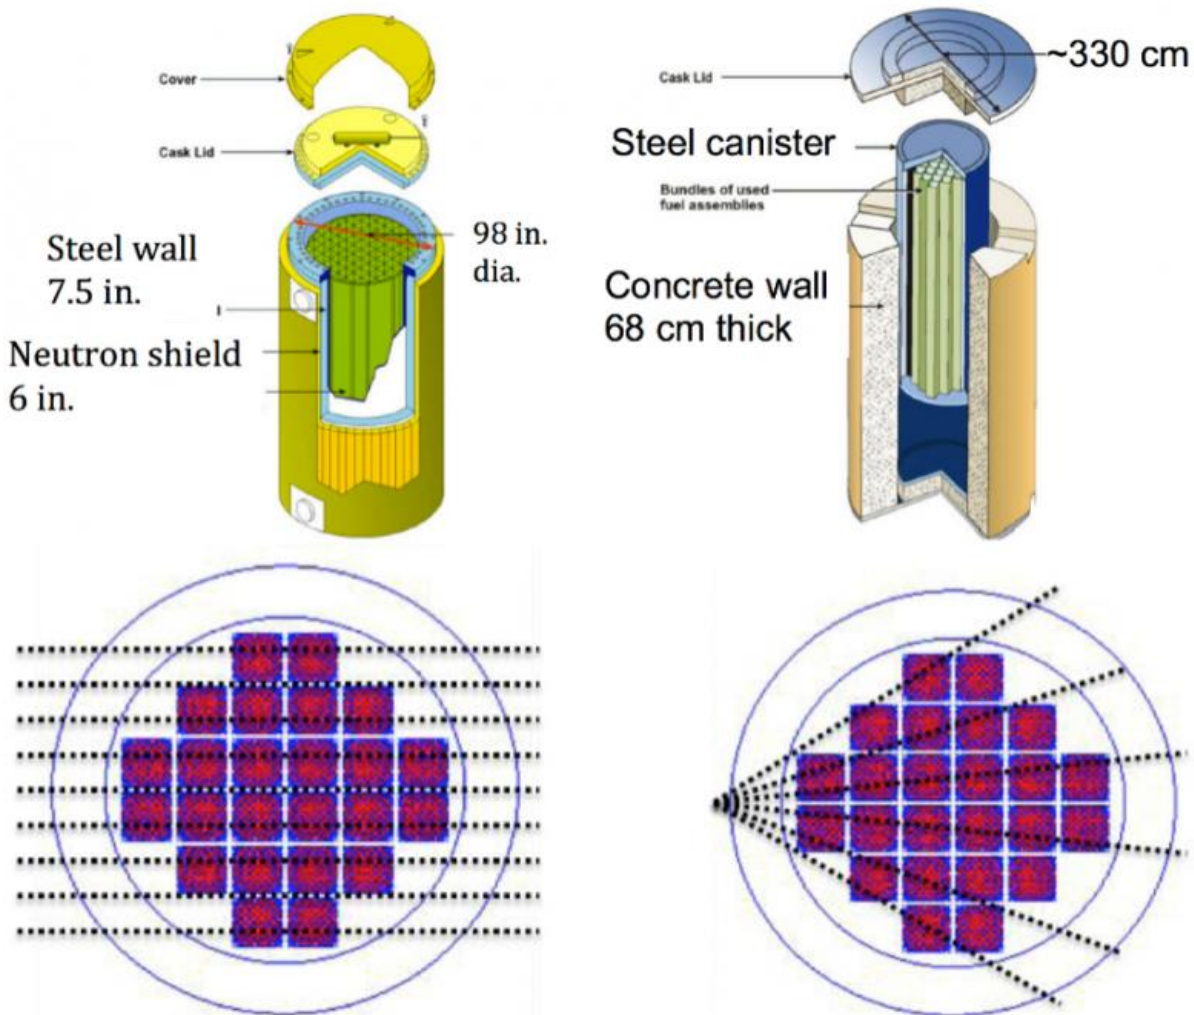 Cover
Cask Lid
Steel wall
7.5 in.
98 in.
dia.
Neutron shield
6 in.
~330 cm
Cask Lid
Steel canister
Bundles of used
fuel assemblies
Concrete wall
68 cm thick